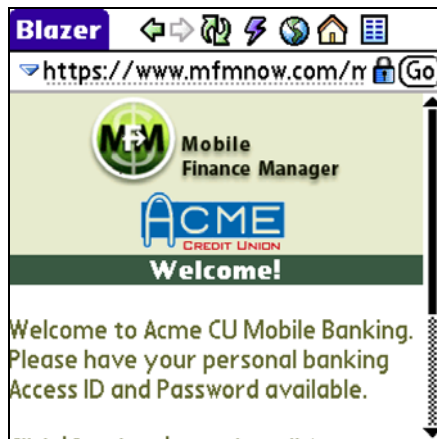 Blazer
https://www.mfmnow.com/m Go
MFM Mobile
Finance Manager
ACME
CREDIT UNION
Welcome!
Welcome to Acme CU Mobile Banking.
Please have your personal banking
Access ID and Password available.